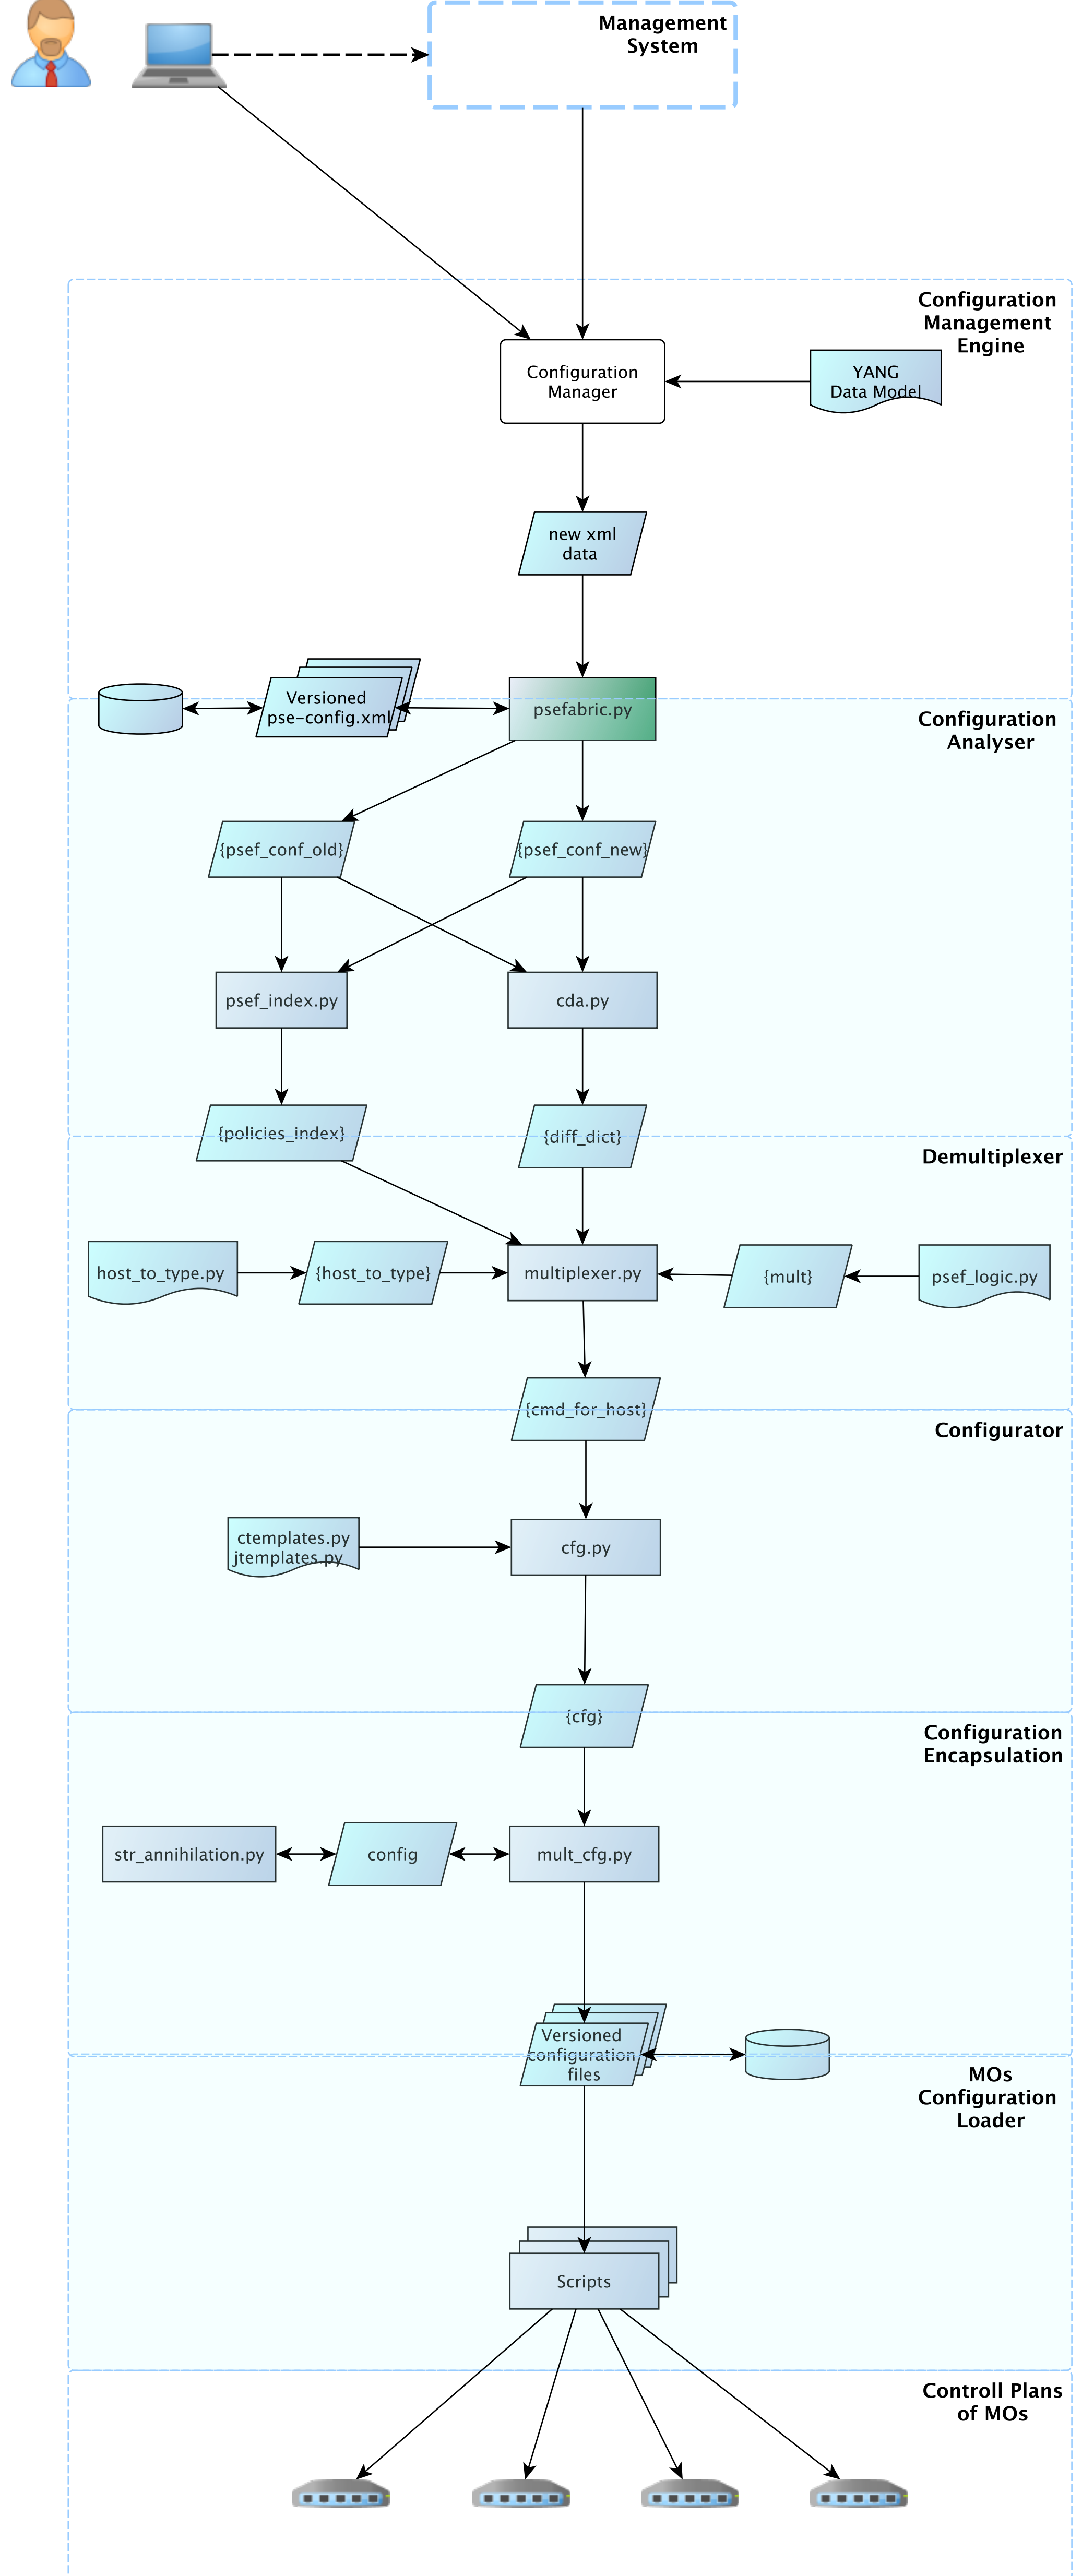 Management
System
Configuration
Management
Engine
Configuration
Manager
YANG
Data Model
new xml
data
Versioned
pse-config.xml
psefabric.py
Configuration
Analyser
{psef_conf_old}
{psef_conf_new}
psef_index.py
cda.py
{policies_index}
{diff_dict}
Demultiplexer
host_to_type.py
{host_to_type}
multiplexer.py
{mult}
psef_logic.py
{cmd_for_host}
Configurator
ctemplates.py
jtemplates.py
cfg.py
{cfg}
Configuration
Encapsulation
str_annihilation.py
config
mult_cfg.py
Versioned
configuration
files
MOs
Configuration
Loader
Scripts
Controll Plans
of MOs